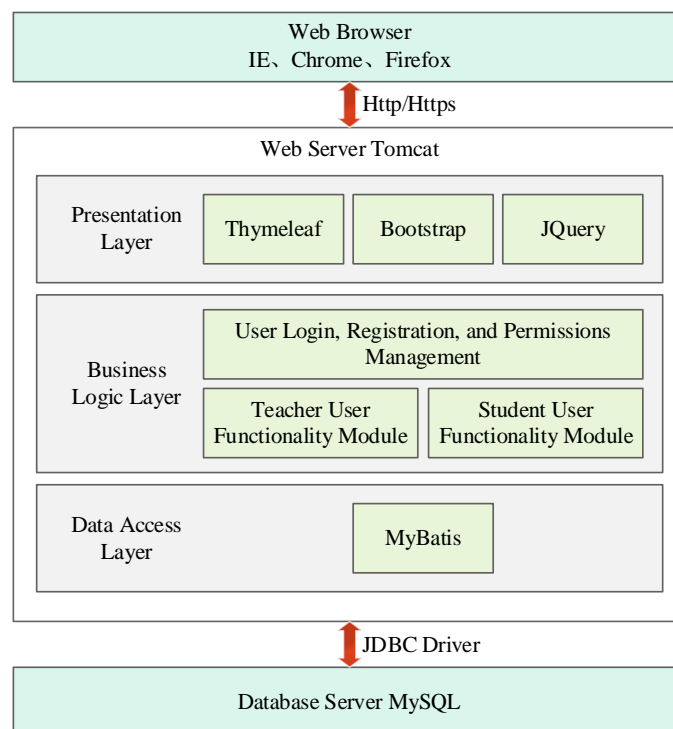 Web Browser
IE、Chrome、Firefox
Http/Https
Web Server Tomcat
Presentation
Layer
Thymeleaf
Bootstrap
JQuery
Business
Logic Layer
User Login, Registration, and Permissions
Management
Teacher User
Functionality Module
Student User
Functionality Module
Data Access
Layer
MyBatis
JDBC Driver
Database Server MySQL